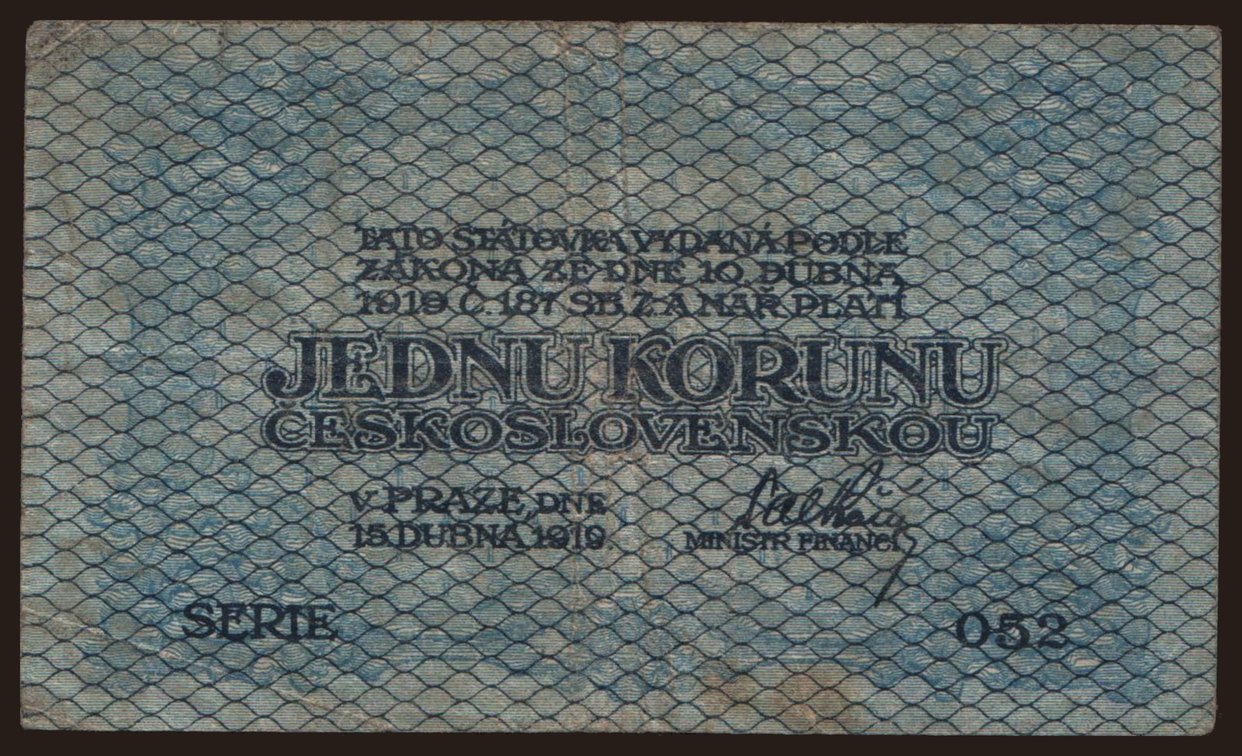 TATO STÁTOVKA VYDANÁ PODLE
ZÁKONA ZE DNE 10. DUBNA
1919 Č. 187 SB. Z. A NAŘ. PLATÍ
JEDNU KORUNU
ČESKOSLOVENSKOU
V PRAZE, DNE
15. DUBNA 1919.
MINISTR FINANCÍ
SERIE 052